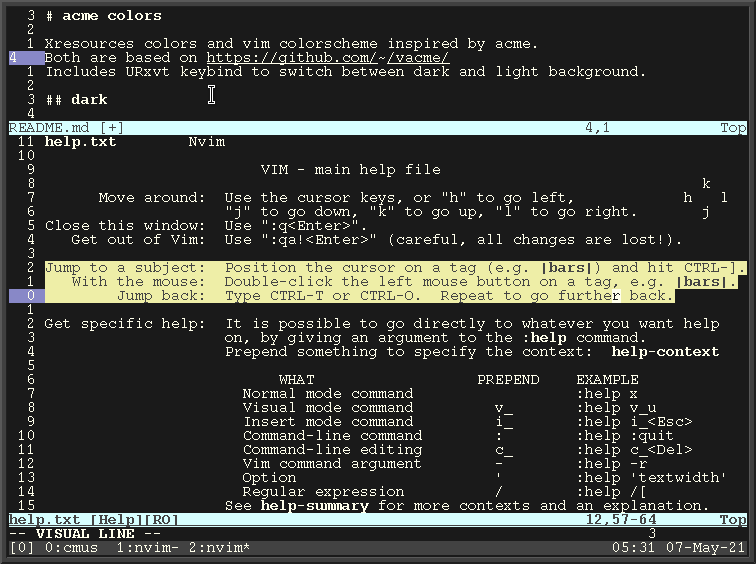 3 # acme colors
2
1 Xresources colors and vim colorscheme inspired by acme.
4 Both are based on https://github.com/~/vacme/
1 Includes URxvt keybind to switch between dark and light background.
2
3 ## dark
4
README.md [+] 4,1 Top
11 help.txt Nvim
10
9 VIM - main help file
8 k
7 Move around: Use the cursor keys, or "h" to go left, h l
6 "j" to go down, "k" to go up, "l" to go right. j
5 Close this window: Use ":q<Enter>".
4 Get out of Vim: Use ":qa!<Enter>" (careful, all changes are lost!).
3
2 Jump to a subject: Position the cursor on a tag (e.g. |bars|) and hit CTRL-].
1 With the mouse: Double-click the left mouse button on a tag, e.g. |bars|.
0 Jump back: Type CTRL-T or CTRL-O. Repeat to go further back.
1
2 Get specific help: It is possible to go directly to whatever you want help
3 on, by giving an argument to the :help command.
4 Prepend something to specify the context: help-context
5
6 WHAT PREPEND EXAMPLE
7 Normal mode command :help x
8 Visual mode command v_ :help v_u
9 Insert mode command i_ :help i_<Esc>
10 Command-line command : :help :quit
11 Command-line editing c_ :help c_<Del>
12 Vim command argument - :help -r
13 Option ' :help 'textwidth'
14 Regular expression / :help /[
15 See help-summary for more contexts and an explanation.
help.txt [Help][RO] 12,57-64 Top
-- VISUAL LINE -- 3
[0] 0:cmus 1:nvim- 2:nvim* 05:31 07-May-21